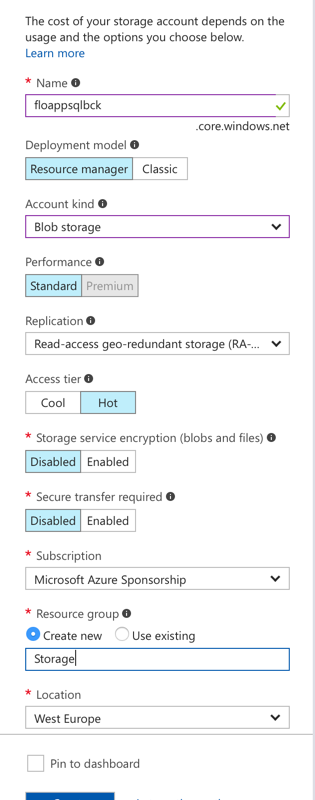 The cost of your storage account depends on the
usage and the options you choose below.
Learn more
* Name
floappsqlbck
.core.windows.net
Deployment model
Resource manager Classic
Account kind
Blob storage
Performance
Standard Premium
Replication
Read-access geo-redundant storage (RA-...
Access tier
Cool Hot
* Storage service encryption (blobs and files)
Disabled Enabled
* Secure transfer required
Disabled Enabled
* Subscription
Microsoft Azure Sponsorship
* Resource group
Create new Use existing
Storage
* Location
West Europe
Pin to dashboard